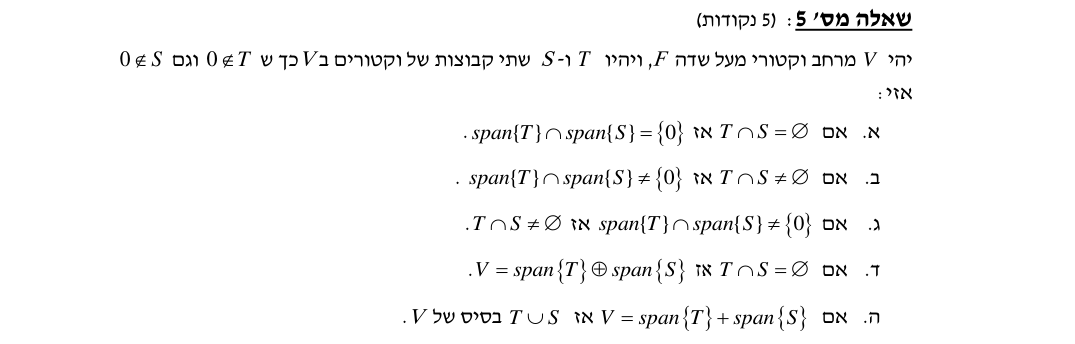 שאלה מס' 5: (5 נקודות)
יהי V מרחב וקטורי מעל שדה F, ויהיו T ו-S שתי קבוצות של וקטורים בV כך ש 0∉T וגם 0∉S
אזי:
א. אם T∩S=∅ אז span{T}∩span{S}={0}.
ב. אם T∩S≠∅ אז span{T}∩span{S}≠{0}.
ג. אם span{T}∩span{S}≠{0} אז T∩S≠∅.
ד. אם T∩S=∅ אז V=span{T}⊕span{S}.
ה. אם V=span{T}+span{S} אז T∪S בסיס של V.